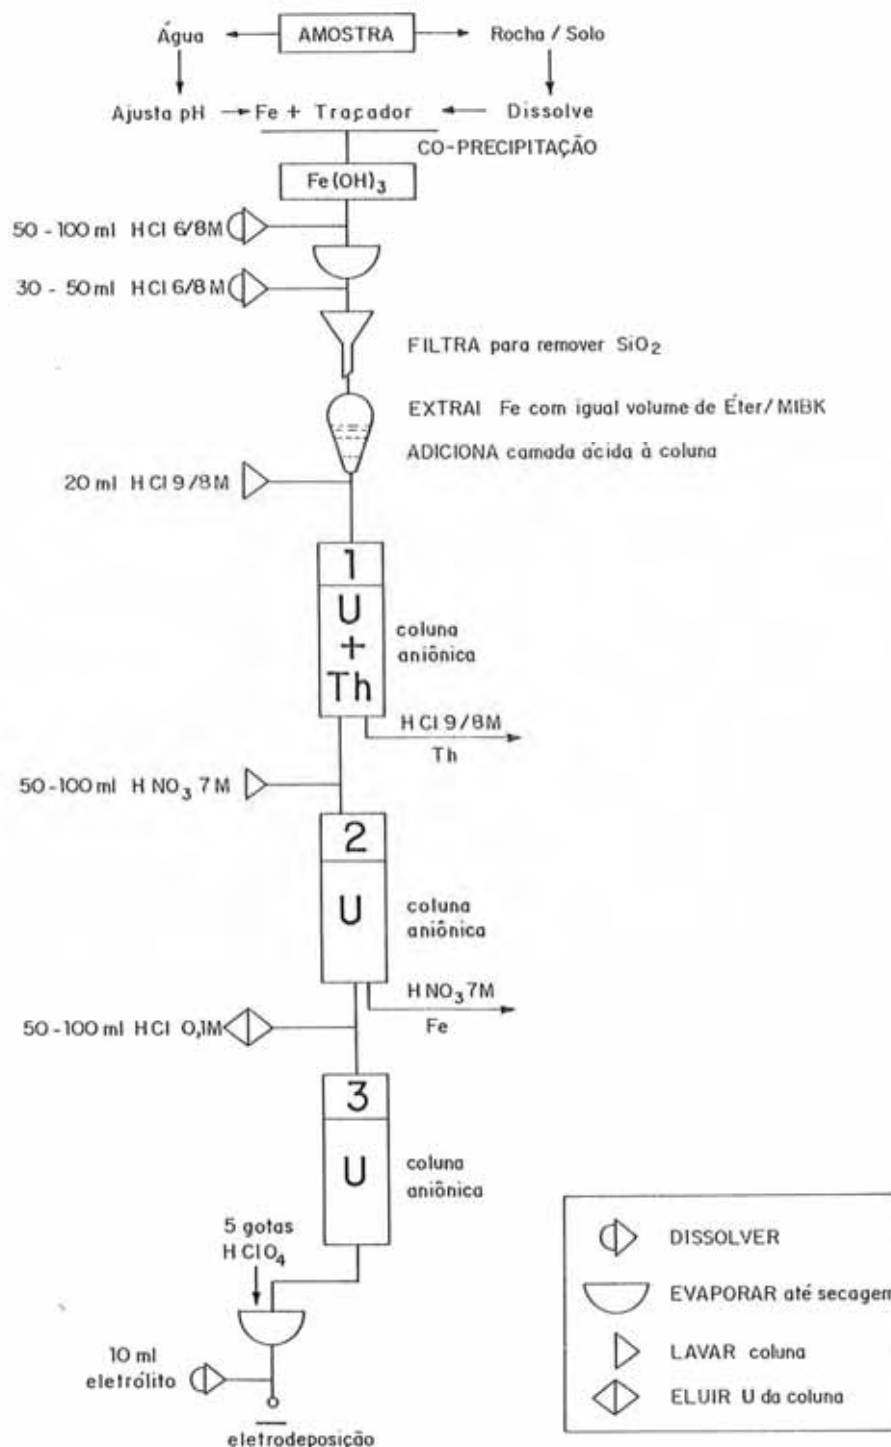 Água AMOSTRA Rocha / Solo
Ajusta pH Fe + Traçador Dissolve
CO-PRECIPITAÇÃO
Fe(OH)3
50 - 100 ml HCl 6/8M
30 - 50 ml HCl 6/8M
FILTRA para remover SiO2
EXTRAI Fe com igual volume de Éter/MIBK
ADICIONA camada ácida à coluna
20 ml HCl 9/8M
1
U
+
Th
coluna
aniônica
HCl 9/8M
Th
50-100 ml HNO3 7M
2
U
coluna
aniônica
HNO3 7M
Fe
50-100 ml HCl 0,1M
3
U
coluna
aniônica
5 gotas
HClO4
10 ml
eletrólito
eletrodeposição
DISSOLVER
EVAPORAR até secagem
LAVAR coluna
ELUIR U da coluna